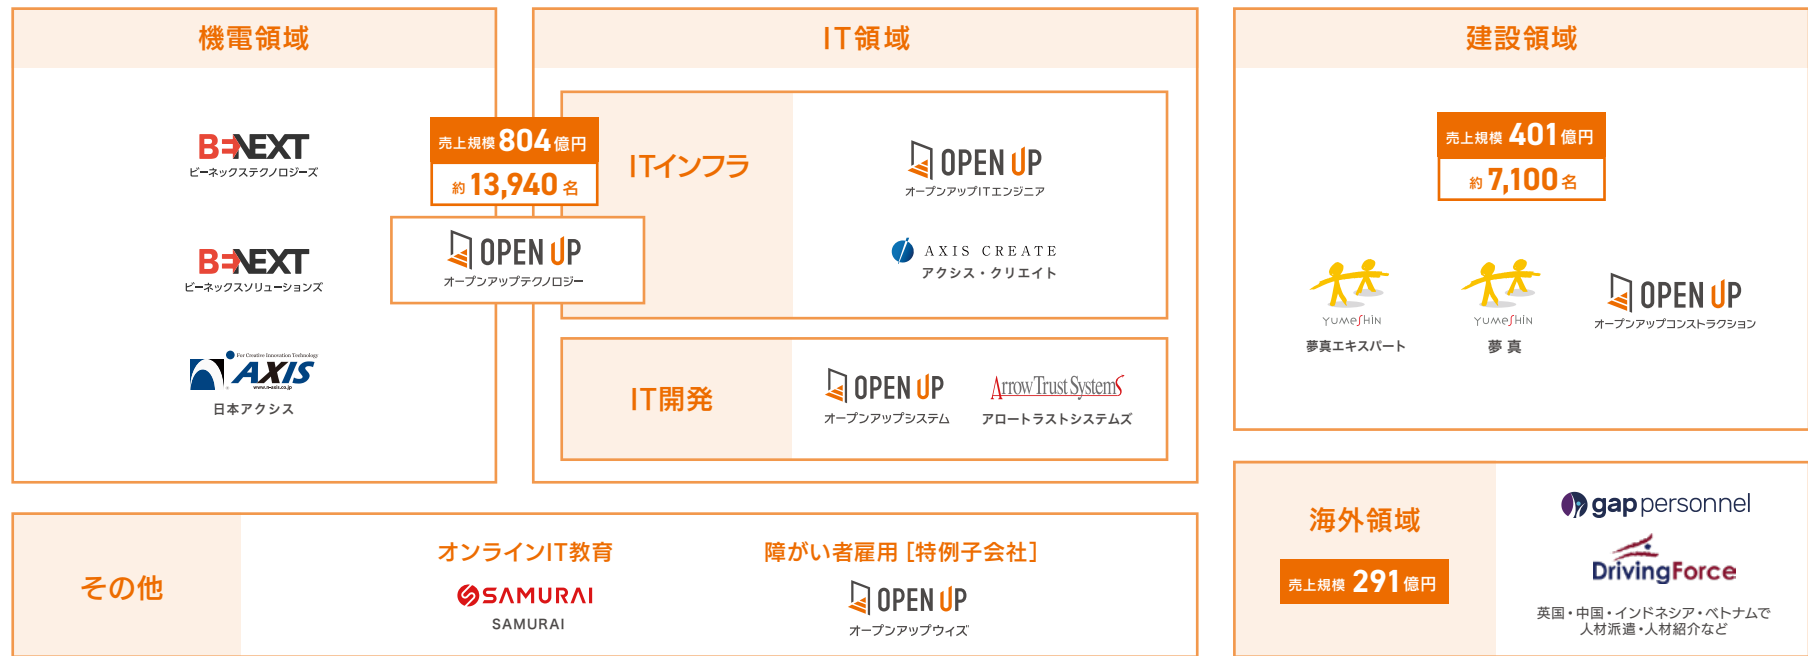 機電領域
BENEXT
ビーネックステクノロジーズ
BENEXT
ビーネックスソリューションズ
For Creative Innovation Technology
AXIS
www.n-axis.co.jp
日本アクシス
売上規模 804 億円
約 13,940 名
OPEN UP
オープンアップテクノロジー
IT領域
ITインフラ
OPEN UP
オープンアップITエンジニア
AXIS CREATE
アクシス・クリエイト
IT開発
OPEN UP
オープンアップシステム
Arrow Trust Systems
アロートラストシステムズ
建設領域
売上規模 401 億円
約 7,100 名
YUMESHIN
夢真エキスパート
YUMESHIN
夢真
OPEN UP
オープンアップコンストラクション
その他
オンラインIT教育
SAMURAI
SAMURAI
障がい者雇用［特例子会社］
OPEN UP
オープンアップウィズ
海外領域
売上規模 291 億円
gap personnel
DrivingForce
英国・中国・インドネシア・ベトナムで
人材派遣・人材紹介など